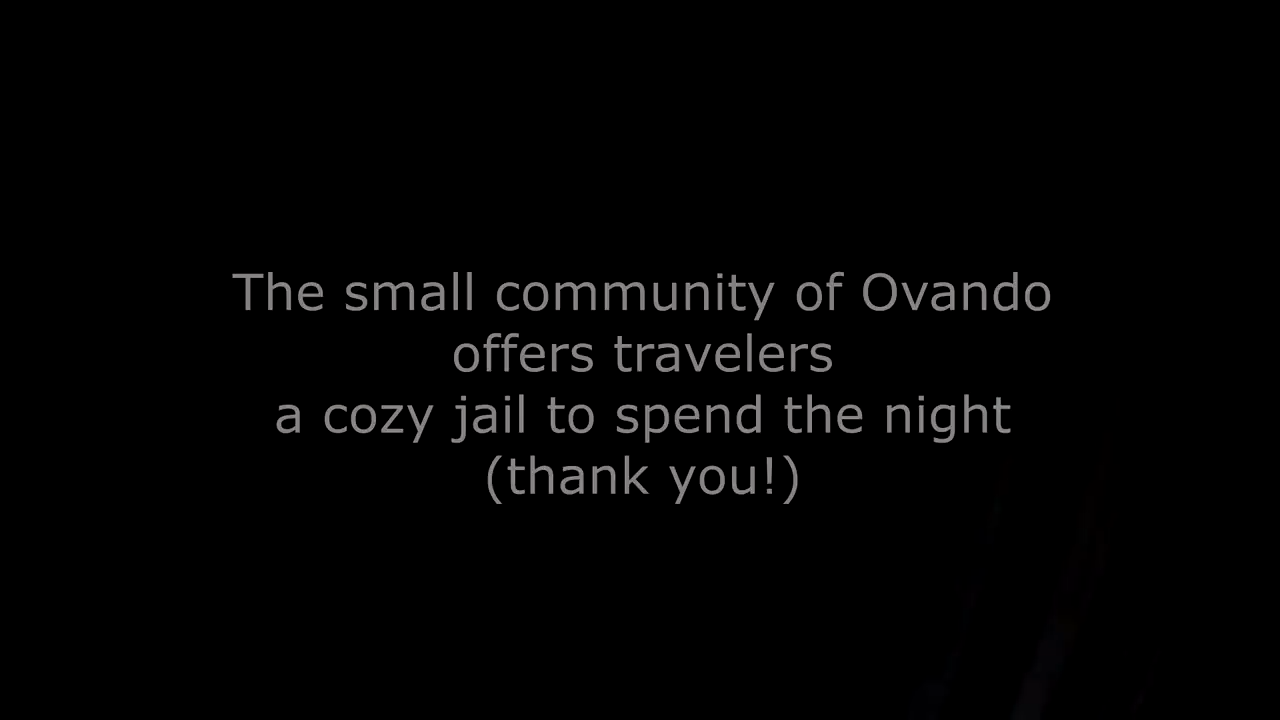 The small community of Ovando
offers travelers
a cozy jail to spend the night
(thank you!)